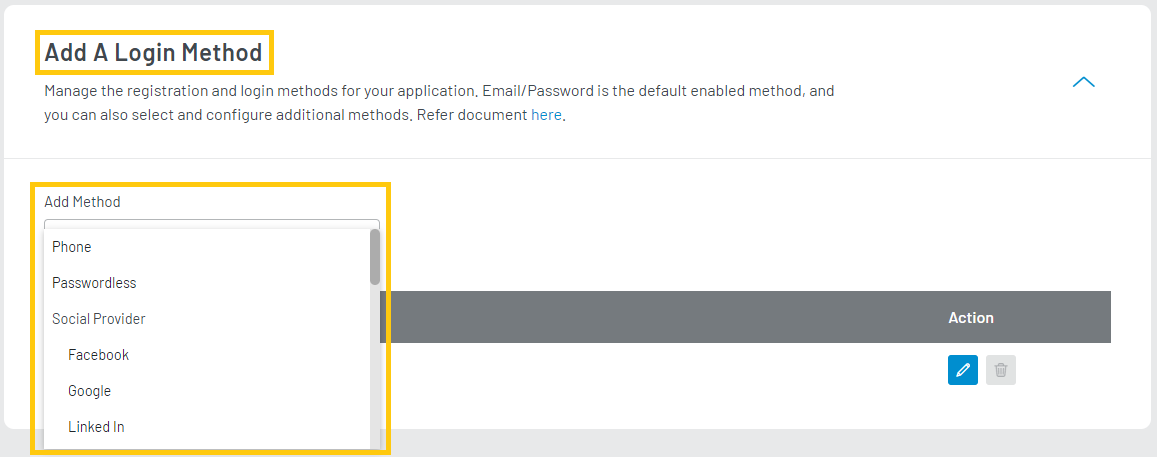 Add A Login Method
Manage the registration and login methods for your application. Email/Password is the default enabled method, and
you can also select and configure additional methods. Refer document here.
Add Method
Phone
Passwordless
Social Provider
Facebook
Google
Linked In
Action